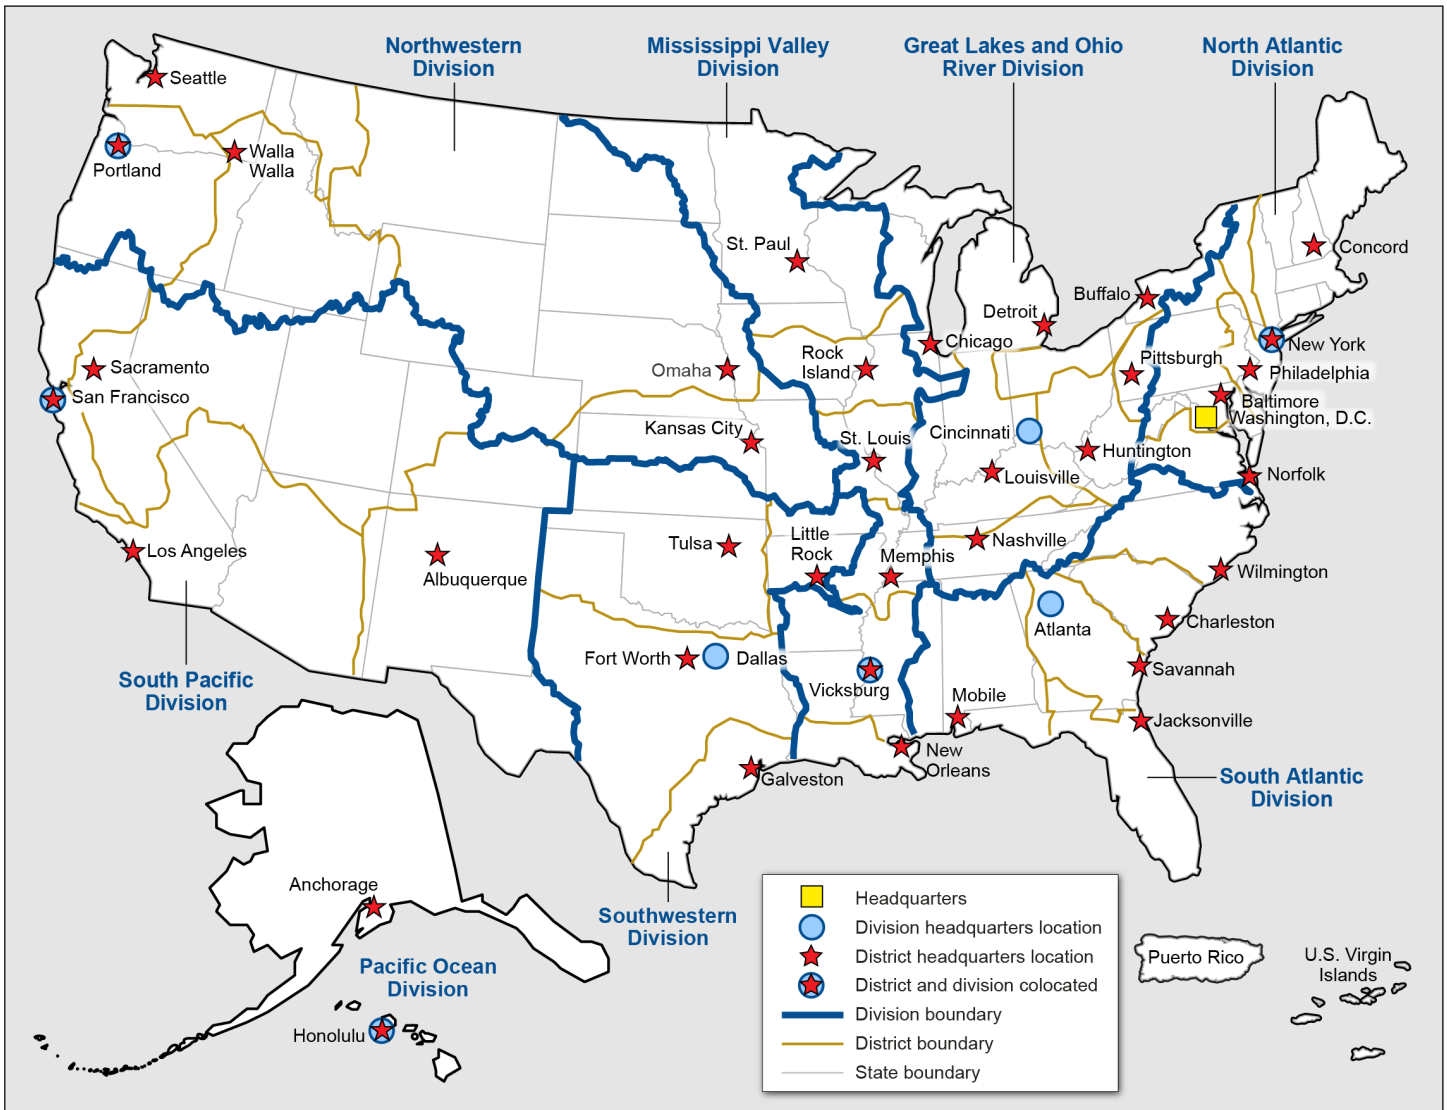 Northwestern
Division
Mississippi Valley
Division
Great Lakes and Ohio
River Division
North Atlantic
Division
Seattle
Portland
Walla
Walla
St. Paul
Concord
Buffalo
Detroit
Chicago
New York
Sacramento
San Francisco
Omaha
Rock
Island
Pittsburgh
Philadelphia
Baltimore
Washington, D.C.
Kansas City
St. Louis
Cincinnati
Huntington
Louisville
Norfolk
Los Angeles
Albuquerque
Tulsa
Little
Rock
Memphis
Nashville
Wilmington
Atlanta
Charleston
Fort Worth
Dallas
Vicksburg
Savannah
Mobile
Jacksonville
South Pacific
Division
New
Orleans
Galveston
South Atlantic
Division
Anchorage
Southwestern
Division
Pacific Ocean
Division
Honolulu
Headquarters
Division headquarters location
District headquarters location
District and division colocated
Division boundary
District boundary
State boundary
Puerto Rico
U.S. Virgin
Islands